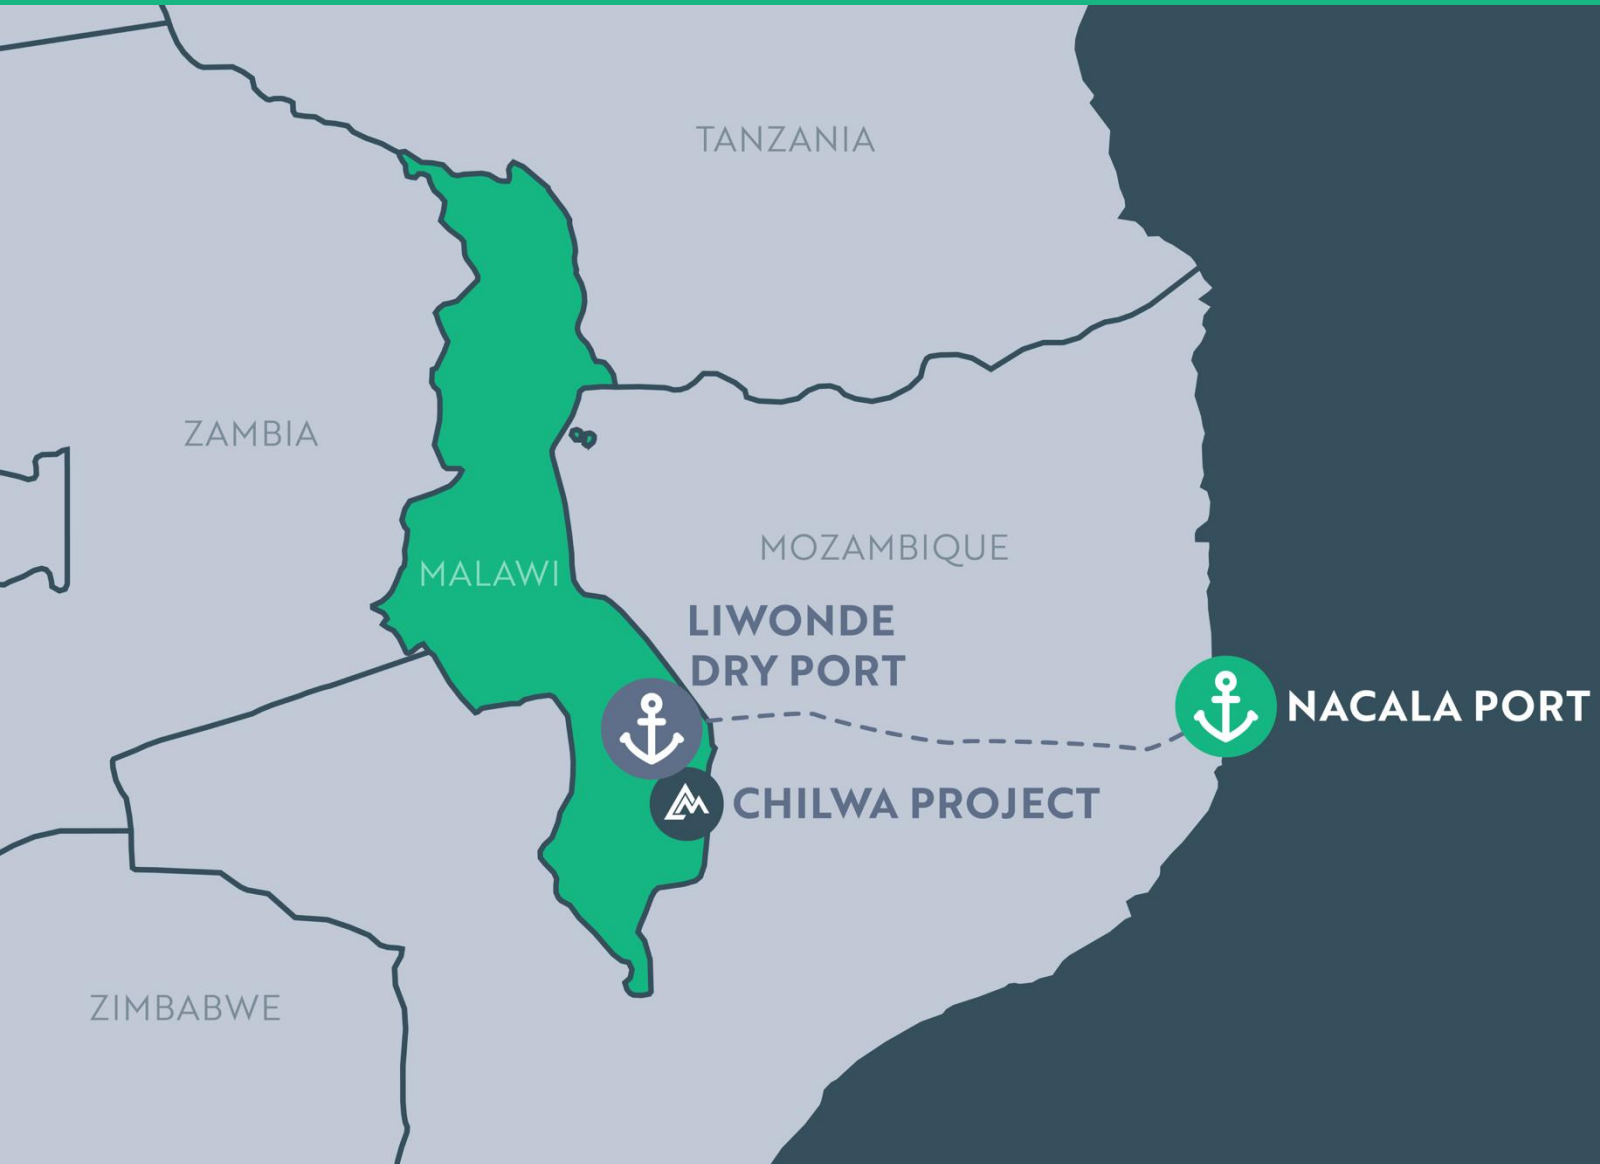 TANZANIA
ZAMBIA
MOZAMBIQUE
MALAWI
LIWONDE
DRY PORT
NACALA PORT
CHILWA PROJECT
ZIMBABWE